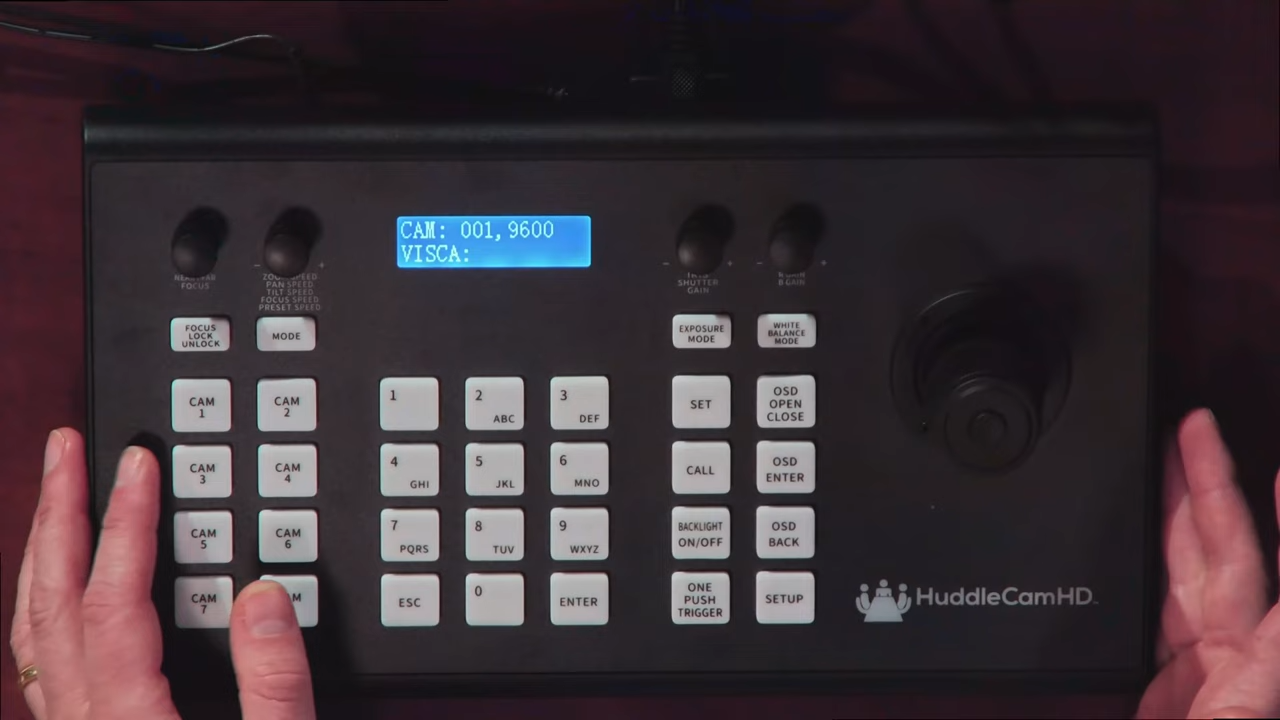 CAM: 001,9600
VISCA:
FOCUS
- +
ZOOM SPEED
PAN SPEED
TILT SPEED
FOCUS SPEED
PRESET SPEED
- +
SHUTTER
GAIN
- +
B GAIN
FOCUS
LOCK
UNLOCK
MODE
EXPOSURE
MODE
WHITE
BALANCE
MODE
CAM
1
CAM
2
1
2
ABC
3
DEF
SET
OSD
OPEN
CLOSE
CAM
3
CAM
4
4
GHI
5
JKL
6
MNO
CALL
OSD
ENTER
CAM
5
CAM
6
7
PQRS
8
TUV
9
WXYZ
BACKLIGHT
ON/OFF
OSD
BACK
CAM
7
ESC
0
ENTER
ONE
PUSH
TRIGGER
SETUP
HuddleCamHD